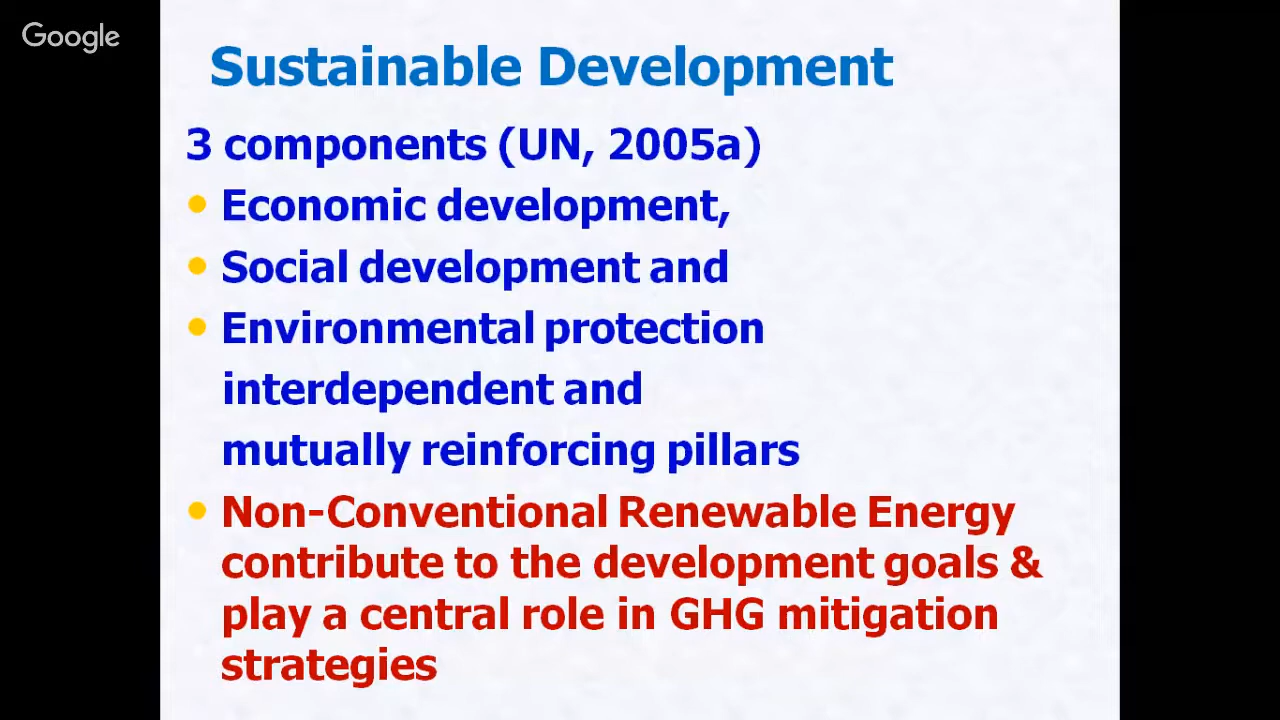 Google
Sustainable Development
3 components (UN, 2005a)
• Economic development,
• Social development and
• Environmental protection
interdependent and
mutually reinforcing pillars
• Non-Conventional Renewable Energy
contribute to the development goals &
play a central role in GHG mitigation
strategies